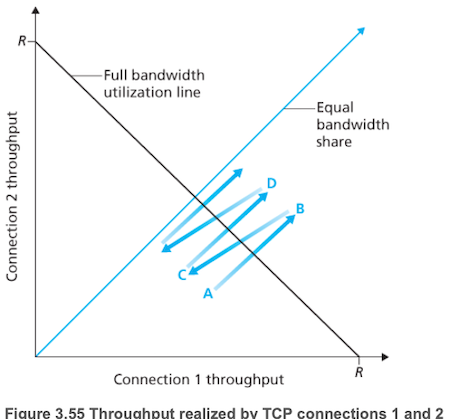 R
Full bandwidth
utilization line
Equal
bandwidth
share
Connection 2 throughput
D
B
C
A
R
Connection 1 throughput
Figure 3.55 Throughput realized by TCP connections 1 and 2